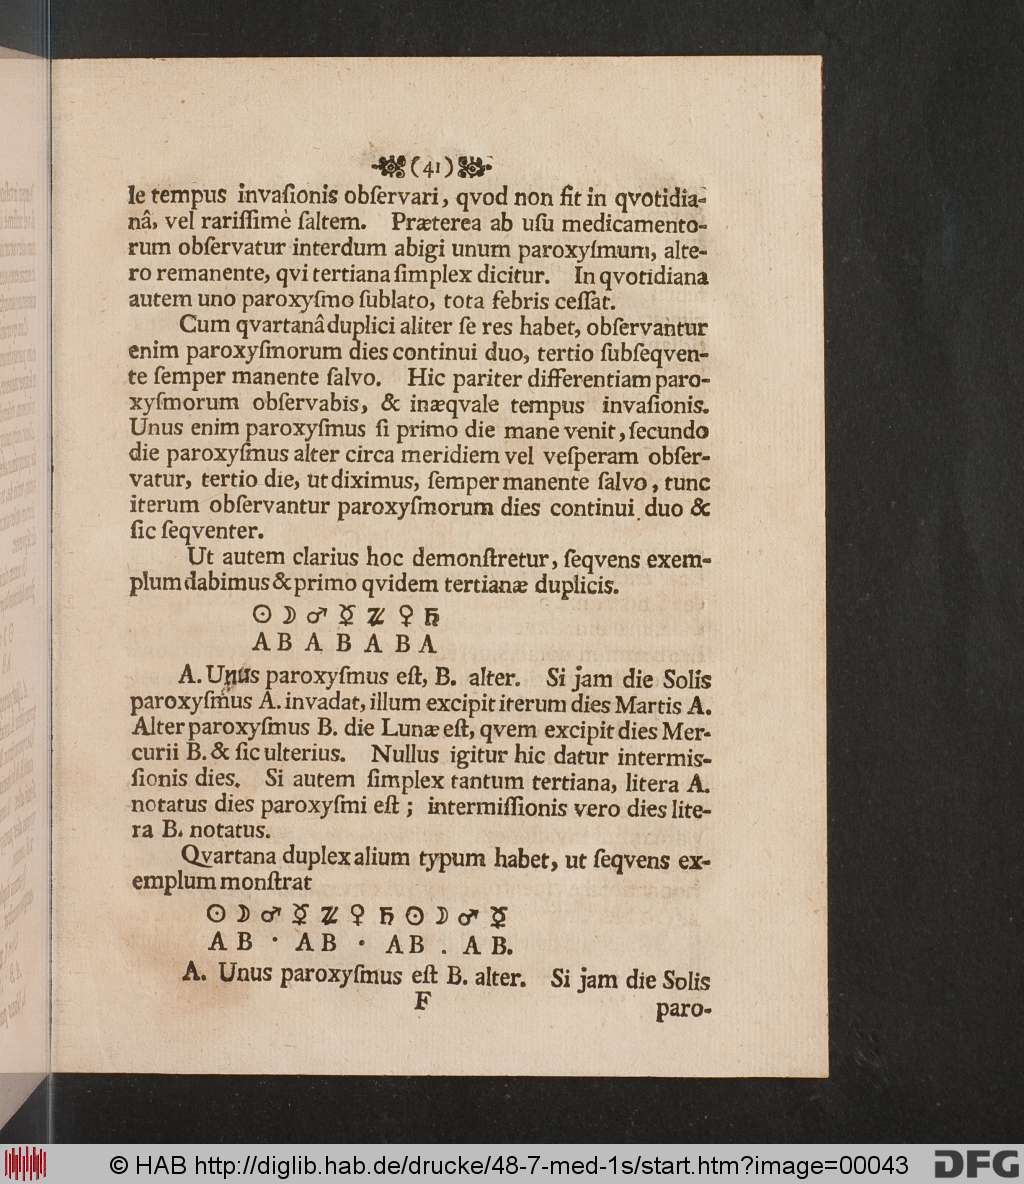 (41)
le tempus invaſionis obſervari, qvod non fit in qvotidia-
nâ, vel rariſſimè ſaltem. Præterea ab uſu medicamento-
rum obſervatur interdum abigi unum paroxyſmum, alte-
ro remanente, qvi tertiana ſimplex dicitur. In qvotidiana
autem uno paroxyſmo ſublato, tota febris ceſſat.
Cum qvartanâ duplici aliter ſe res habet, obſervantur
enim paroxyſmorum dies continui duo, tertio ſubſeqven-
te ſemper manente ſalvo. Hic pariter differentiam paro-
xyſmorum obſervabis, & inæqvale tempus invaſionis.
Unus enim paroxyſmus ſi primo die mane venit, ſecundo
die paroxyſmus alter circa meridiem vel veſperam obſer-
vatur, tertio die, ut diximus, ſemper manente ſalvo, tunc
iterum obſervantur paroxyſmorum dies continui duo &
ſic ſeqventer.
Ut autem clarius hoc demonſtretur, ſeqvens exem-
plum dabimus & primo qvidem tertianæ duplicis.
☉ ☽ ♂ ☿ ♃ ♀ ♄
A B A B A B A
A. Unus paroxyſmus eſt, B. alter. Si jam die Solis
paroxyſmus A. invadat, illum excipit iterum dies Martis A.
Alter paroxyſmus B. die Lunæ eſt, qvem excipit dies Mer-
curii B. & ſic ulterius. Nullus igitur hic datur intermiſ-
ſionis dies. Si autem ſimplex tantum tertiana, litera A.
notatus dies paroxyſmi eſt; intermiſſionis vero dies lite-
ra B. notatus.
Qvartana duplex alium typum habet, ut ſeqvens ex-
emplum monſtrat
☉ ☽ ♂ ☿ ♃ ♀ ♄ ☉ ☽ ♂ ☿
A B · A B · A B . A B.
A. Unus paroxyſmus eſt B. alter. Si jam die Solis
F
paro-
© HAB http://diglib.hab.de/drucke/48-7-med-1s/start.htm?image=00043
DFG